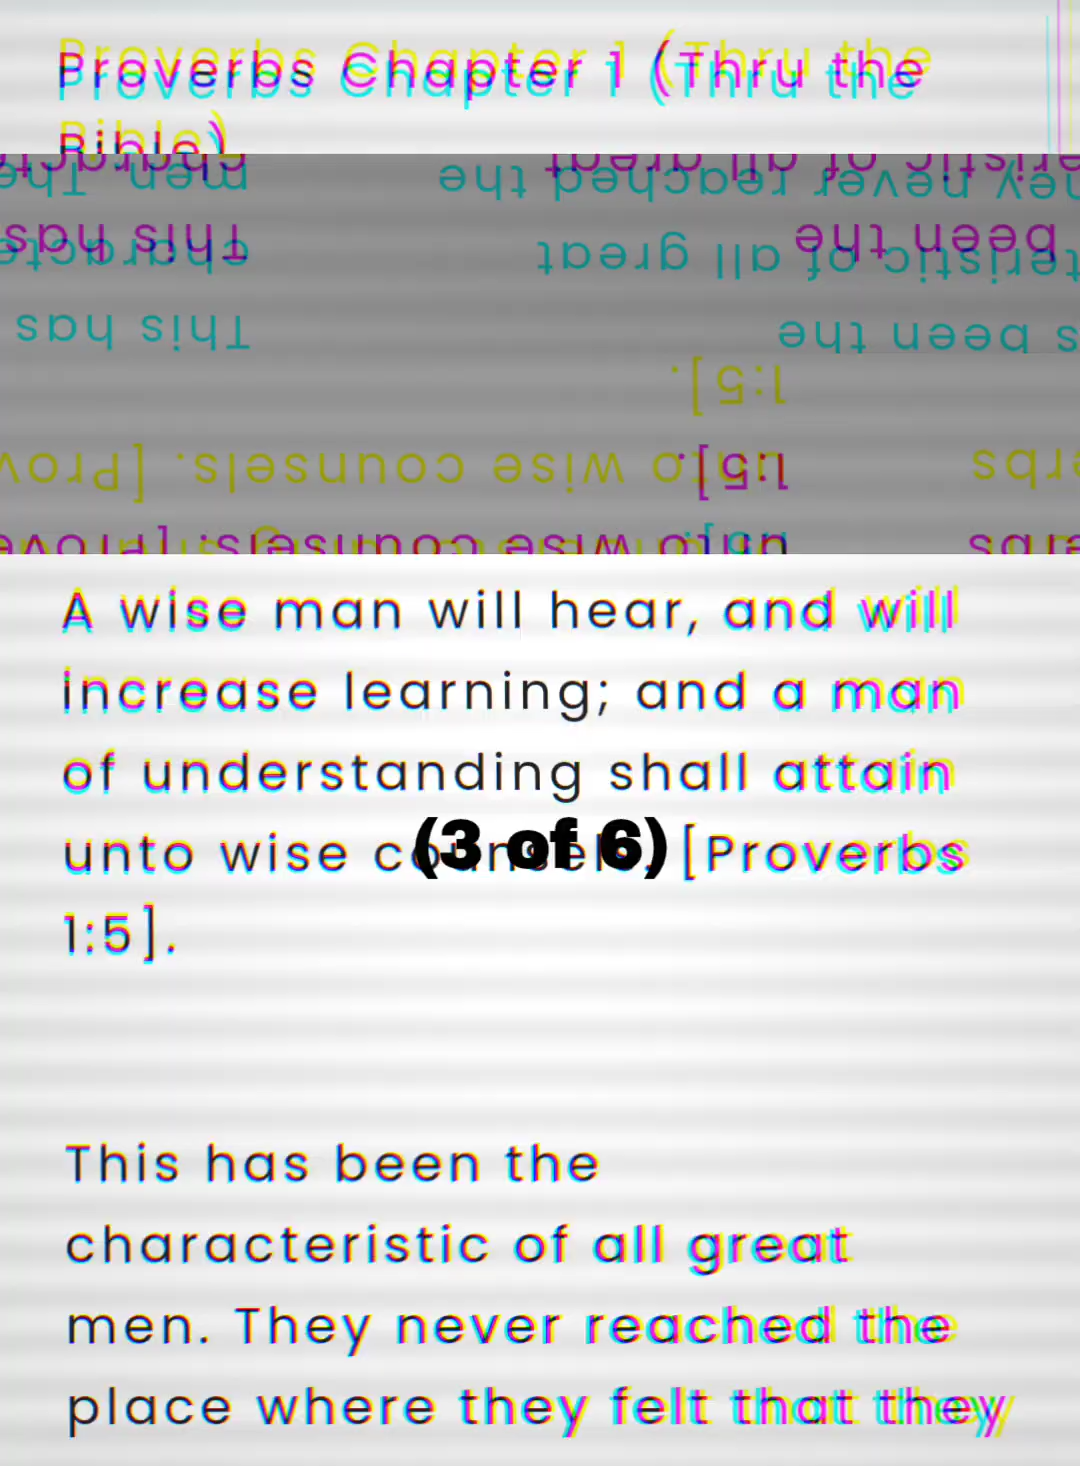 Proverbs Chapter 1 (Thru the
Bible)
A wise man will hear, and will
increase learning; and a man
of understanding shall attain
unto wise counsels. [Proverbs
1:5].
(3 of 6)
This has been the
characteristic of all great
men. They never reached the
place where they felt that they